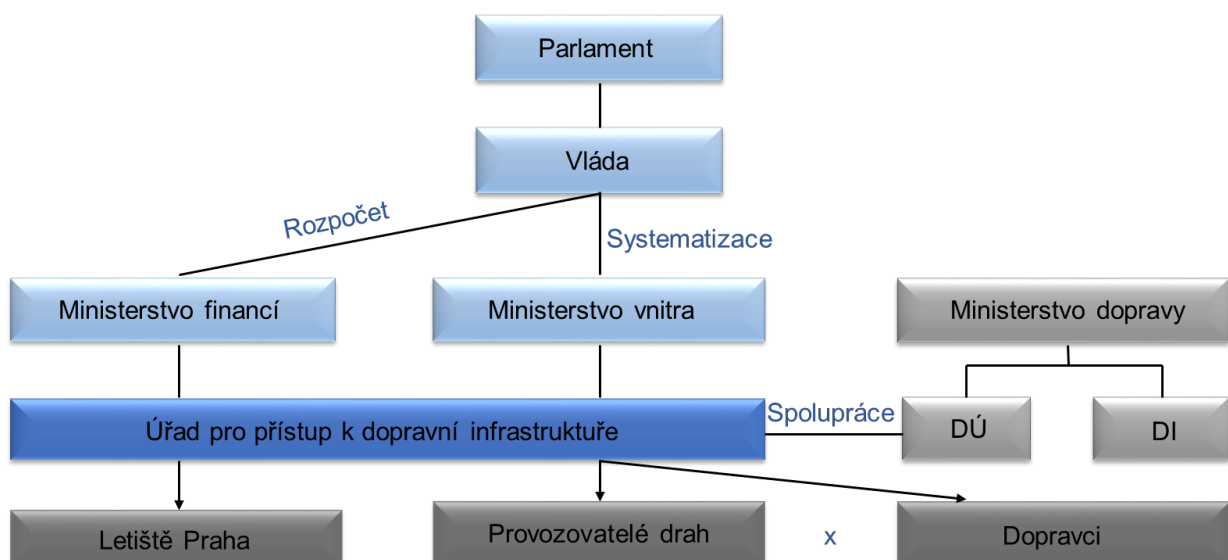 Parlament
Vláda
Rozpočet
Systematizace
Ministerstvo financí
Ministerstvo vnitra
Ministerstvo dopravy
Úřad pro přístup k dopravní infrastruktuře
Spolupráce
DÚ
DI
Letiště Praha
Provozovatelé drah
x
Dopravci